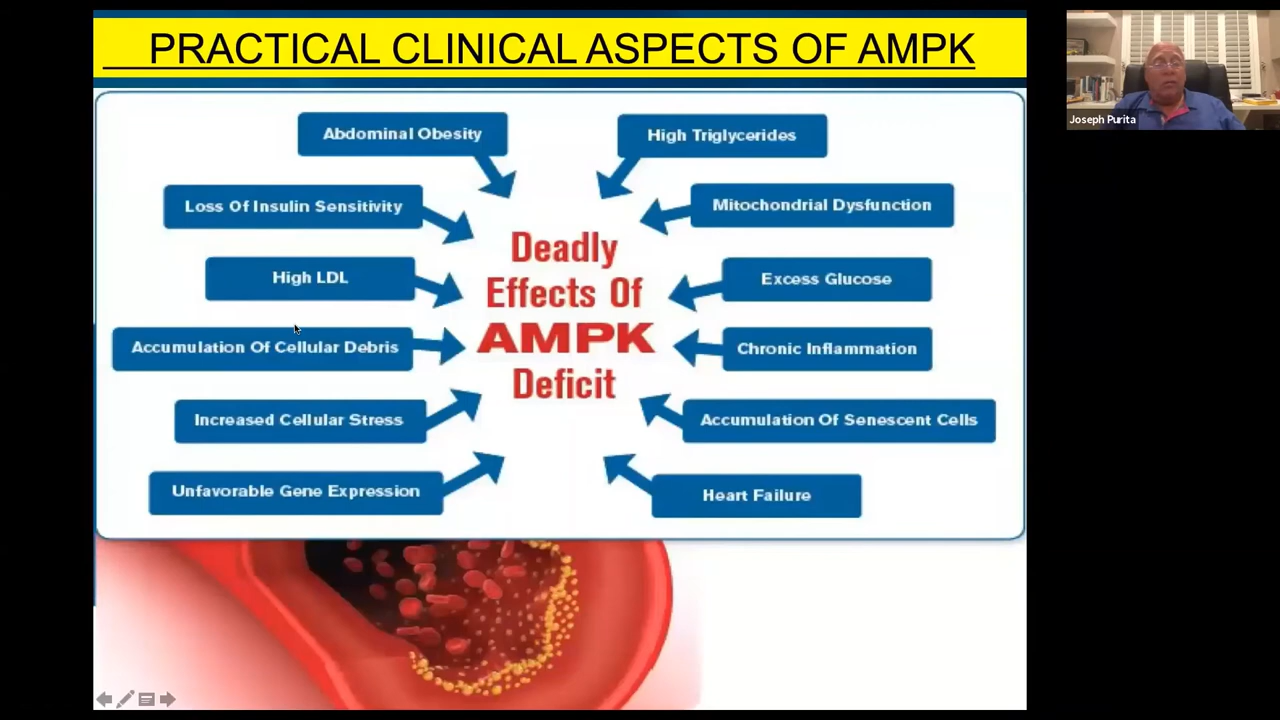 PRACTICAL CLINICAL ASPECTS OF AMPK
Joseph Purita
Abdominal Obesity
High Triglycerides
Loss Of Insulin Sensitivity
Mitochondrial Dysfunction
High LDL
Excess Glucose
Accumulation Of Cellular Debris
Chronic Inflammation
Increased Cellular Stress
Accumulation Of Senescent Cells
Unfavorable Gene Expression
Heart Failure
Deadly
Effects Of
AMPK
Deficit